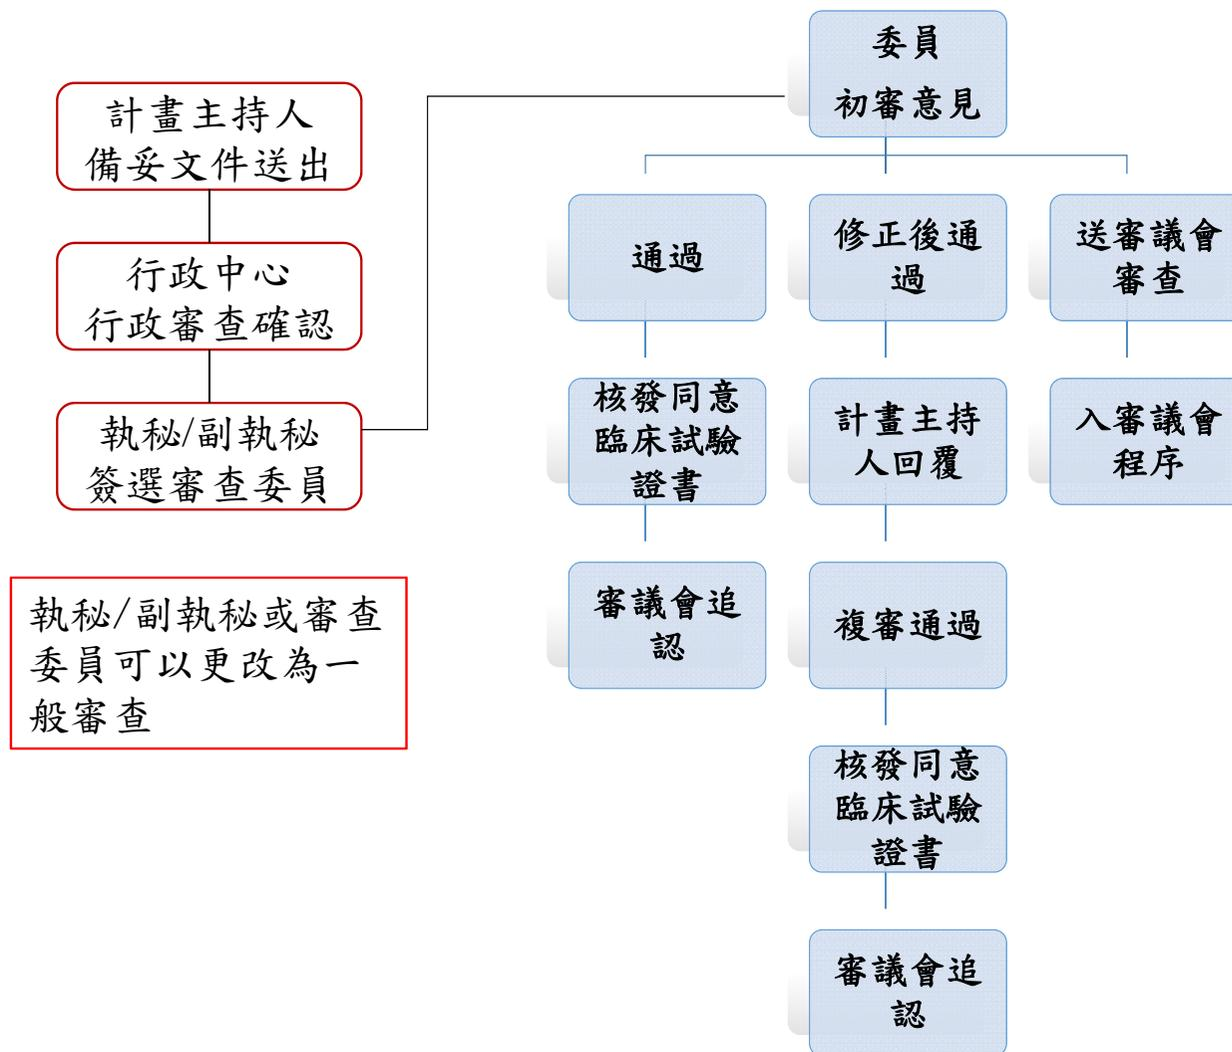 計畫主持人
備妥文件送出
行政中心
行政審查確認
執秘/副執秘
簽選審查委員
執秘/副執秘或審查
委員可以更改為一
般審查
委員
初審意見
通過
核發同意
臨床試驗
證書
審議會追
認
修正後通
過
計畫主持
人回覆
複審通過
核發同意
臨床試驗
證書
審議會追
認
送審議會
審查
入審議會
程序